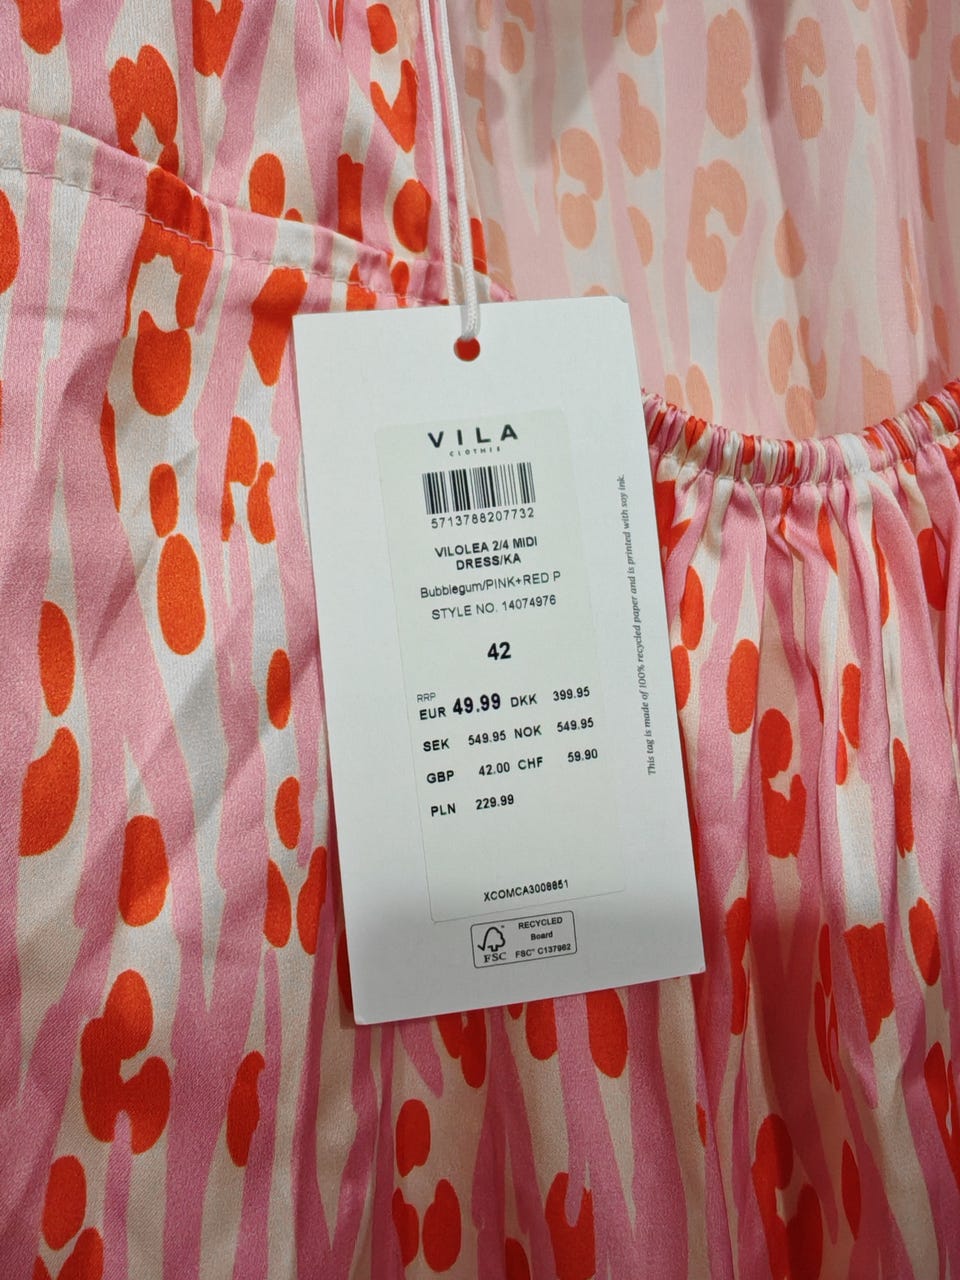 VILA
CLOTHES
5713788207732
VILOLEA 2/4 MIDI
DRESS/KA
Bubblegum/PINK+RED P
STYLE NO. 14074976
42
RRP
EUR 49.99 DKK 399.95
SEK 549.95 NOK 549.95
GBP 42.00 CHF 59.90
PLN 229.99
XCOMCA3008851
FSC
RECYCLED
Board
FSC™ C137982
This tag is made of 100% recycled paper and is printed with soy ink.